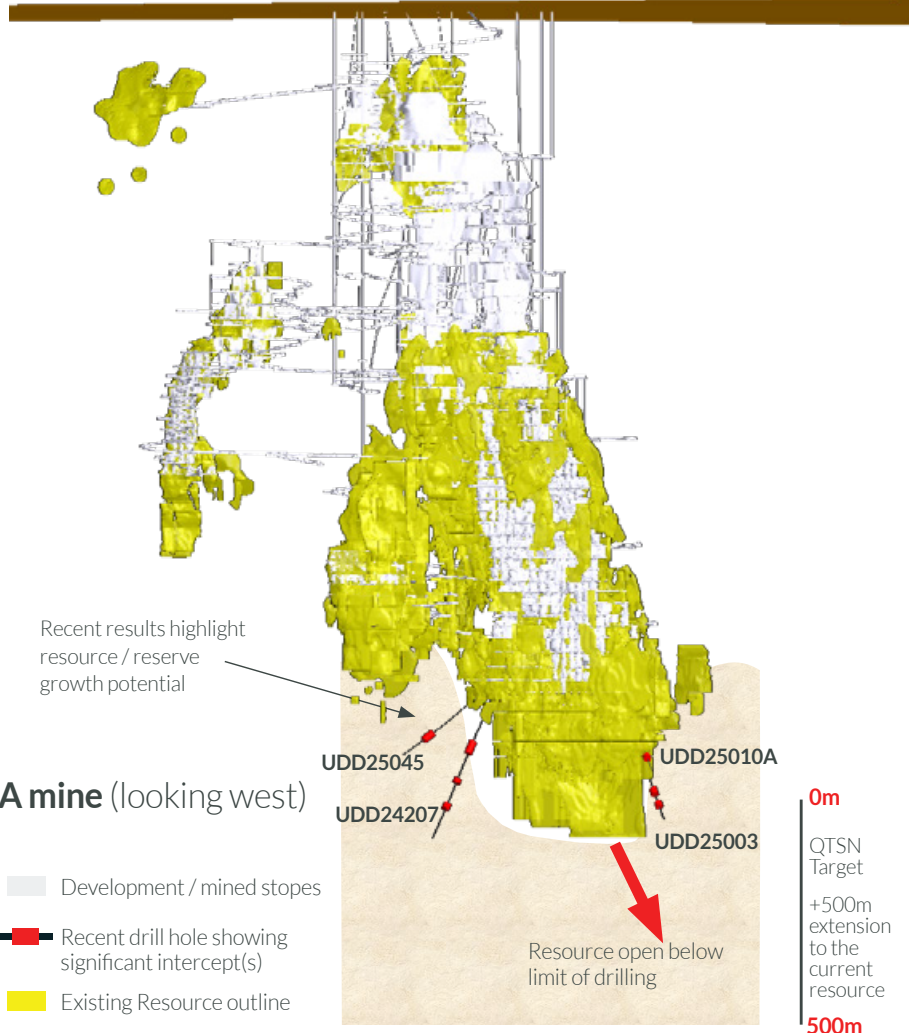 Recent results highlight
resource / reserve
growth potential
UDD25045
UDD25010A
UDD24207
UDD25003
A mine (looking west)
0m
QTSN
Target
+500m
extension
to the
current
resource
500m
Development / mined stopes
Recent drill hole showing
significant intercept(s)
Existing Resource outline
Resource open below
limit of drilling